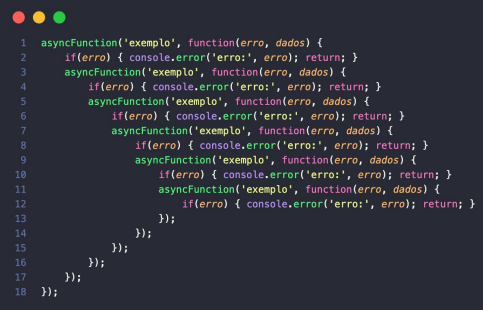 1 asyncFunction('exemplo', function(erro, dados) {
2     if(erro) { console.error('erro:', erro); return; }
3     asyncFunction('exemplo', function(erro, dados) {
4         if(erro) { console.error('erro:', erro); return; }
5         asyncFunction('exemplo', function(erro, dados) {
6             if(erro) { console.error('erro:', erro); return; }
7             asyncFunction('exemplo', function(erro, dados) {
8                 if(erro) { console.error('erro:', erro); return; }
9                 asyncFunction('exemplo', function(erro, dados) {
10                     if(erro) { console.error('erro:', erro); return; }
11                     asyncFunction('exemplo', function(erro, dados) {
12                         if(erro) { console.error('erro:', erro); return; }
13                     });
14                 });
15             });
16         });
17     });
18 });